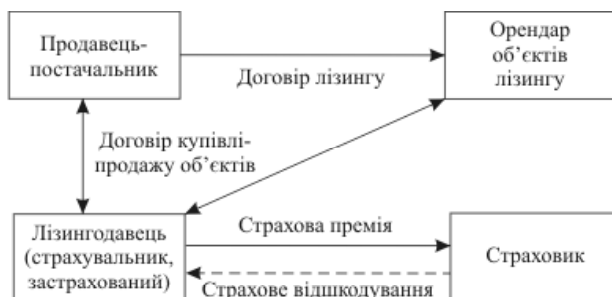 Продавець-
постачальник
Орендар
об’єктів
лізингу
Договір лізингу
Договір купівлі-
продажу об’єктів
Лізингодавець
(страхувальник,
застрахований)
Страхова премія
Страхове відшкодування
Страховик